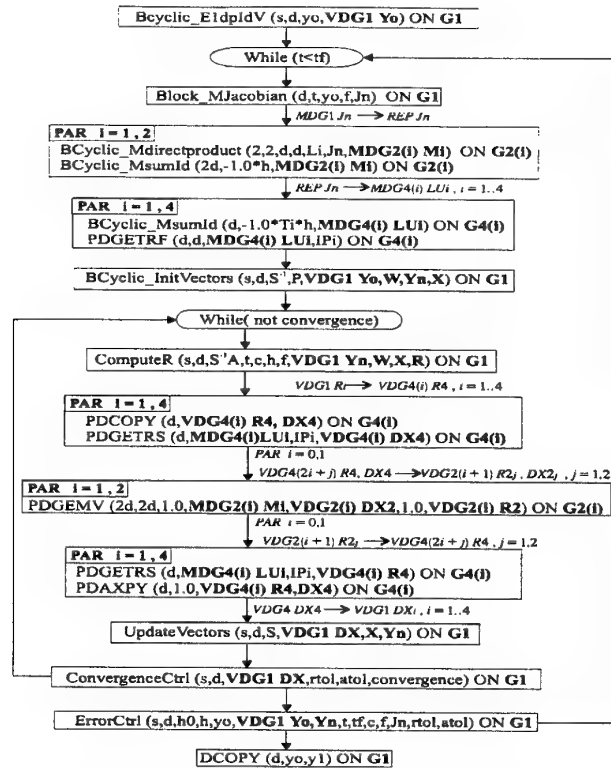 Bcyclic_E1dpIdV (s,d,yo,VDG1 Yo) ON G1
While (t<tf)
Block_MJacobian (d,t,yo,f,Jn) ON G1
MDG1 Jn → REP Jn
PAR i = 1, 2
BCyclic_Mdirectproduct (2,2,d,d,Li,Jn,MDG2(i) Mi) ON G2(i)
BCyclic_MsumId (2d,-1.0*h,MDG2(i) Mi) ON G2(i)
REP Jn → MDG4(i) LUi , i = 1..4
PAR i = 1, 4
BCyclic_MsumId (d,-1.0*Ti*h,MDG4(i) LUi) ON G4(i)
PDGETRF (d,d,MDG4(i) LUi,IPi) ON G4(i)
BCyclic_InitVectors (s,d,S⁻¹,P,VDG1 Yo,W,Yn,X) ON G1
While( not convergence)
ComputeR (s,d,S⁻¹A,t,c,h,f,VDG1 Yn,W,X,R) ON G1
VDG1 Ri → VDG4(i) R4 , i = 1..4
PAR i = 1, 4
PDCOPY (d,VDG4(i) R4, DX4) ON G4(i)
PDGETRS (d,MDG4(i)LUi,IPi,VDG4(i) DX4) ON G4(i)
PAR i = 0,1
VDG4(2i + j) R4, DX4 → VDG2(i + 1) R2j , DX2j , j = 1,2
PAR i = 1, 2
PDGEMV (2d,2d,1.0,MDG2(i) Mi,VDG2(i) DX2,1.0,VDG2(i) R2) ON G2(i)
PAR i = 0,1
VDG2(i + 1) R2j → VDG4(2i + j) R4 , j = 1,2
PAR i = 1, 4
PDGETRS (d,MDG4(i) LUi,IPi,VDG4(i) R4) ON G4(i)
PDAXPY (d,1.0,VDG4(i) R4,DX4) ON G4(i)
VDG4 DX4 → VDG1 DXi , i = 1..4
UpdateVectors (s,d,S,VDG1 DX,X,Yn) ON G1
ConvergenceCtrl (s,d,VDG1 DX,rtol,atol,convergence) ON G1
ErrorCtrl (s,d,h0,h,yo,VDG1 Yo,Yn,t,tf,c,f,Jn,rtol,atol) ON G1
DCOPY (d,yo,y1) ON G1